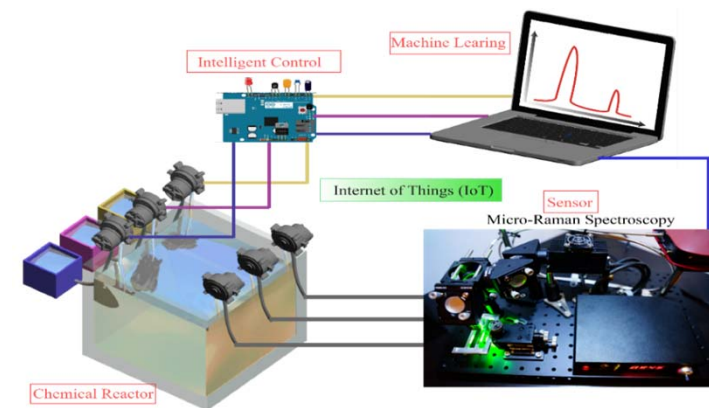 Machine Learing
Intelligent Control
Internet of Things (IoT)
Sensor
Micro-Raman Spectroscopy
Chemical Reactor